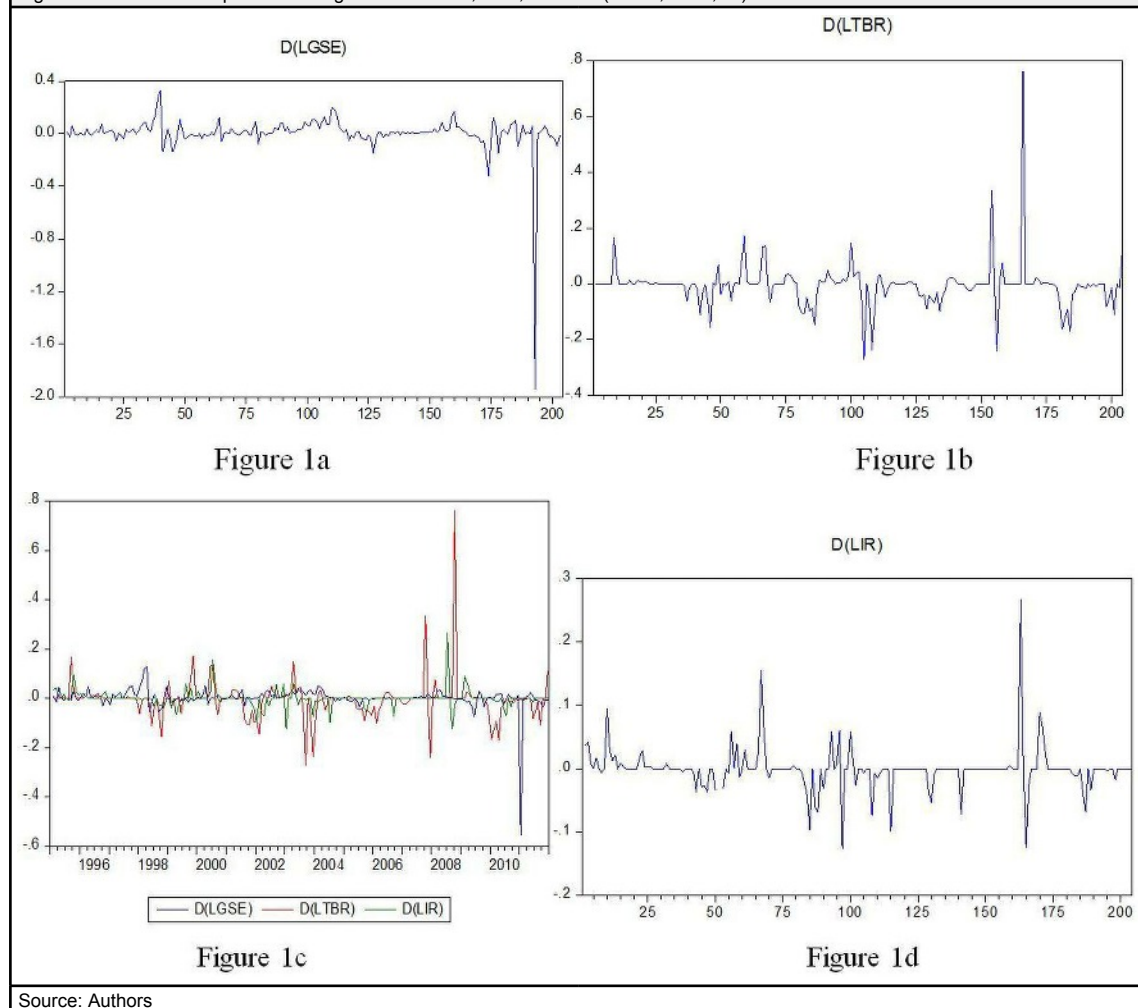 D(LGSE)
0.4
0.0
-0.4
-0.8
-1.2
-1.6
-2.0
25 50 75 100 125 150 175 200
Figure 1a
D(LTBR)
.8
.6
.4
.2
.0
-.2
-.4
25 50 75 100 125 150 175 200
Figure 1b
.8
.6
.4
.2
.0
-.2
-.4
-.6
1996 1998 2000 2002 2004 2006 2008 2010
D(LGSE) D(LTBR) D(LIR)
Figure 1c
D(LIR)
.3
.2
.1
.0
-.1
-.2
25 50 75 100 125 150 175 200
Figure 1d
Source: Authors